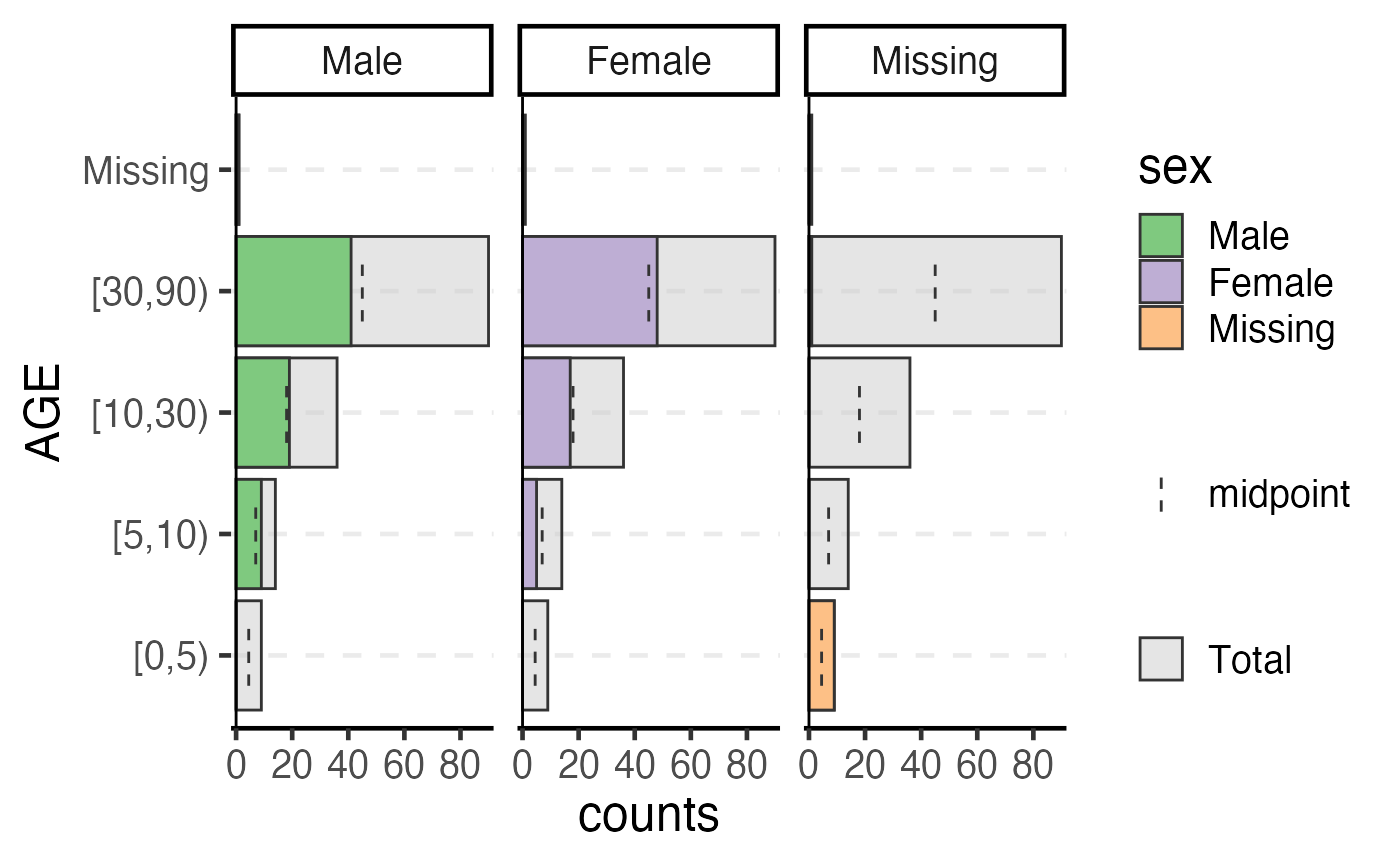 Male Female Missing
Missing
[30,90)
[10,30)
[5,10)
[0,5)
AGE
0 20 40 60 80 0 20 40 60 80 0 20 40 60 80
counts
sex
Male
Female
Missing
midpoint
Total